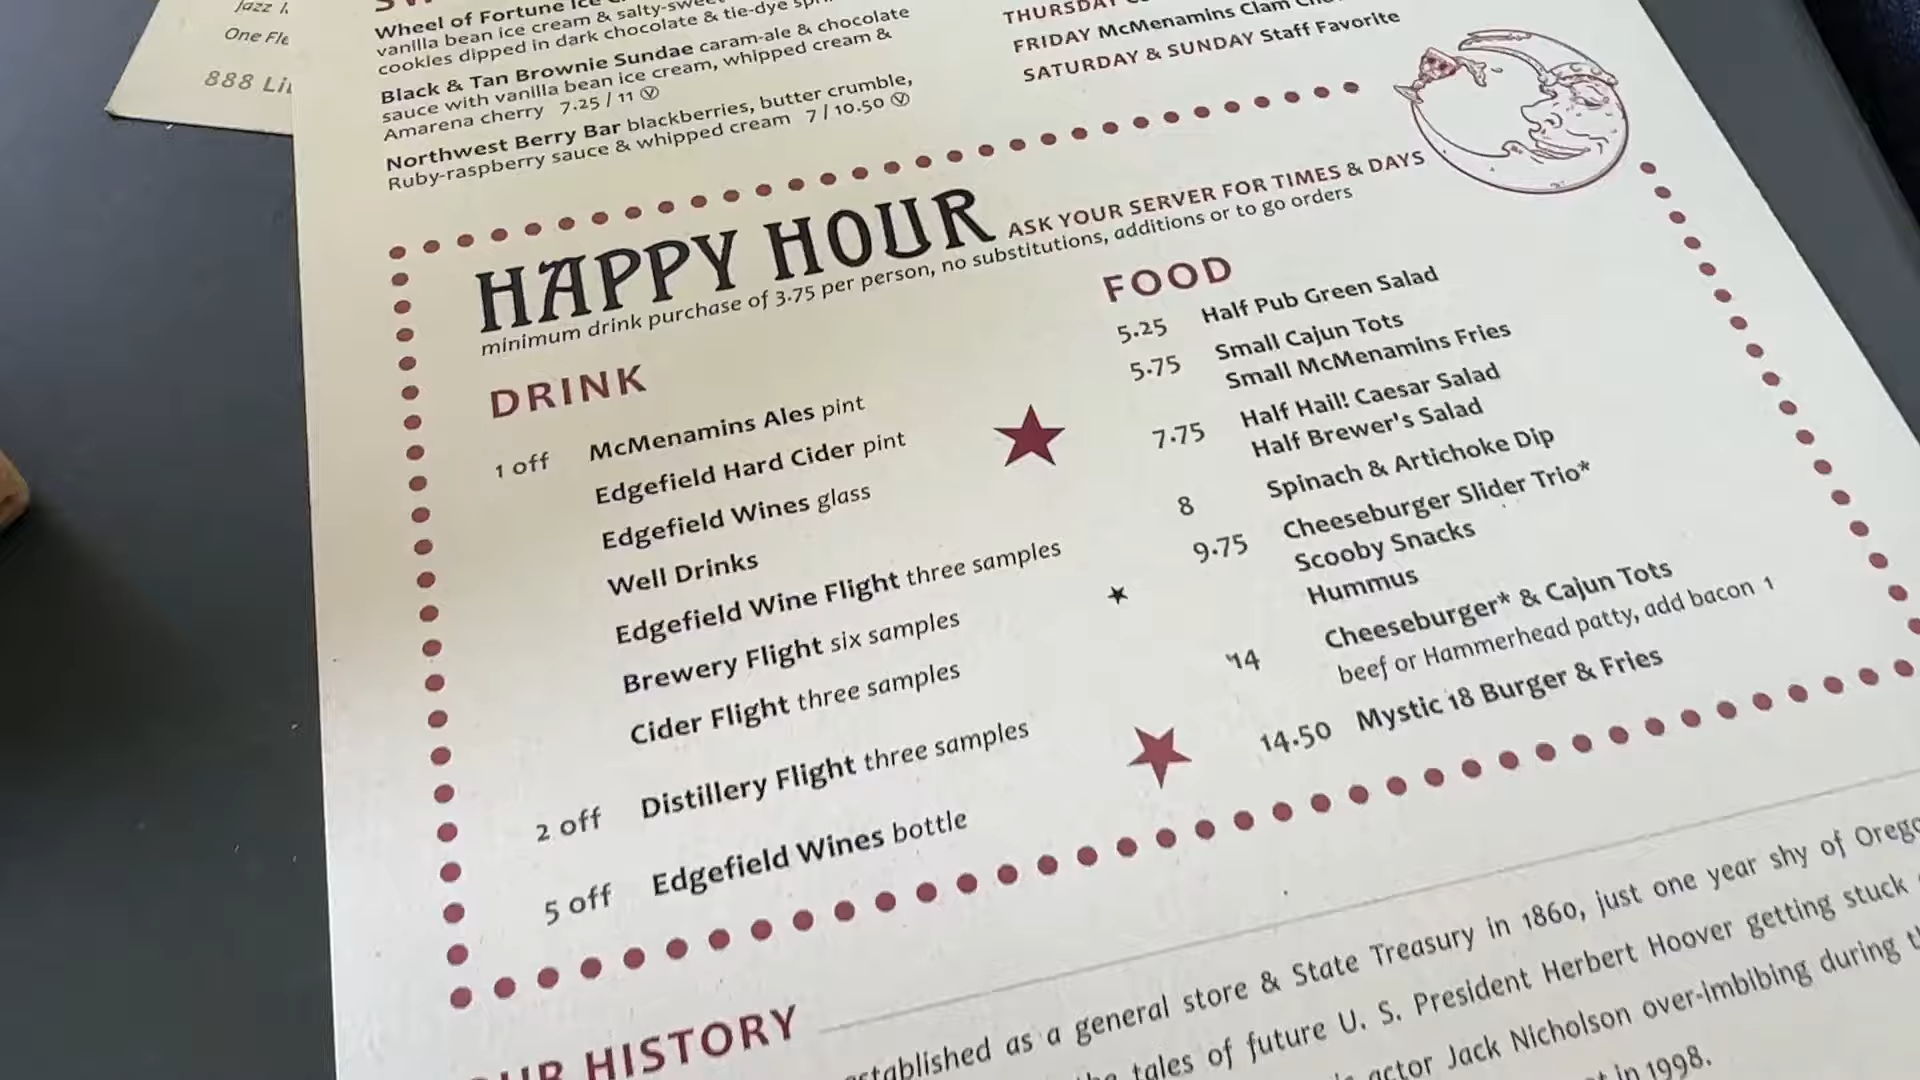 Jazz
One Fle
888 Li
Wheel of Fortune Ice
vanilla bean ice cream & salty-sweet
cookies dipped in dark chocolate & tie-dye
Black & Tan Brownie Sundae caram-ale & chocolate
sauce with vanilla bean ice cream, whipped cream &
Amarena cherry 7.25 / 11 Ⓥ
Northwest Berry Bar blackberries, butter crumble,
Ruby-raspberry sauce & whipped cream 7 / 10.50 Ⓥ
THURSDAY
FRIDAY McMenamins Clam
SATURDAY & SUNDAY Staff Favorite
HAPPY HOUR ASK YOUR SERVER FOR TIMES & DAYS
minimum drink purchase of 3.75 per person, no substitutions, additions or to go orders
DRINK
1 off McMenamins Ales pint
Edgefield Hard Cider pint
Edgefield Wines glass
Well Drinks
Edgefield Wine Flight three samples
Brewery Flight six samples
Cider Flight three samples
2 off Distillery Flight three samples
5 off Edgefield Wines bottle
FOOD
5.25 Half Pub Green Salad
5.75 Small Cajun Tots
Small McMenamins Fries
7.75 Half Hail! Caesar Salad
Half Brewer's Salad
8 Spinach & Artichoke Dip
9.75 Cheeseburger Slider Trio*
Scooby Snacks
Hummus
14 Cheeseburger* & Cajun Tots
beef or Hammerhead patty, add bacon 1
14.50 Mystic 18 Burger & Fries
UR HISTORY
established as a general store & State Treasury in 1860, just one year shy of Orego
tales of future U. S. President Herbert Hoover getting stuck
actor Jack Nicholson over-imbibing during
in 1998.